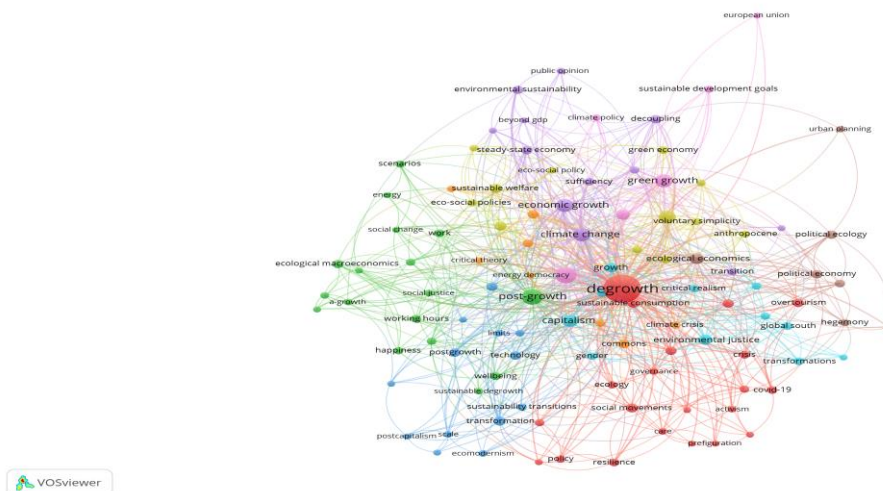 european union
public opinion
environmental sustainability
sustainable development goals
beyond gdp
climate policy
decoupling
urban planning
steady-state economy
green economy
scenarios
eco-social policy
sufficiency
green growth
energy
sustainable welfare
eco-social policies
economic growth
voluntary simplicity
social change
work
climate change
anthropocene
political ecology
critical theory
ecological economics
ecological macroeconomics
growth
transition
energy democracy
political economy
degrowth
critical realism
social justice
post-growth
sustainable consumption
overtourism
a-growth
working hours
capitalism
climate crisis
global south
hegemony
limits
environmental justice
commons
happiness
postgrowth
technology
gender
crisis
transformations
wellbeing
governance
ecology
covid-19
sustainable degrowth
sustainability transitions
social movements
activism
transformation
care
postcapitalism
scale
prefiguration
ecomodernism
policy
resilience
VOSviewer